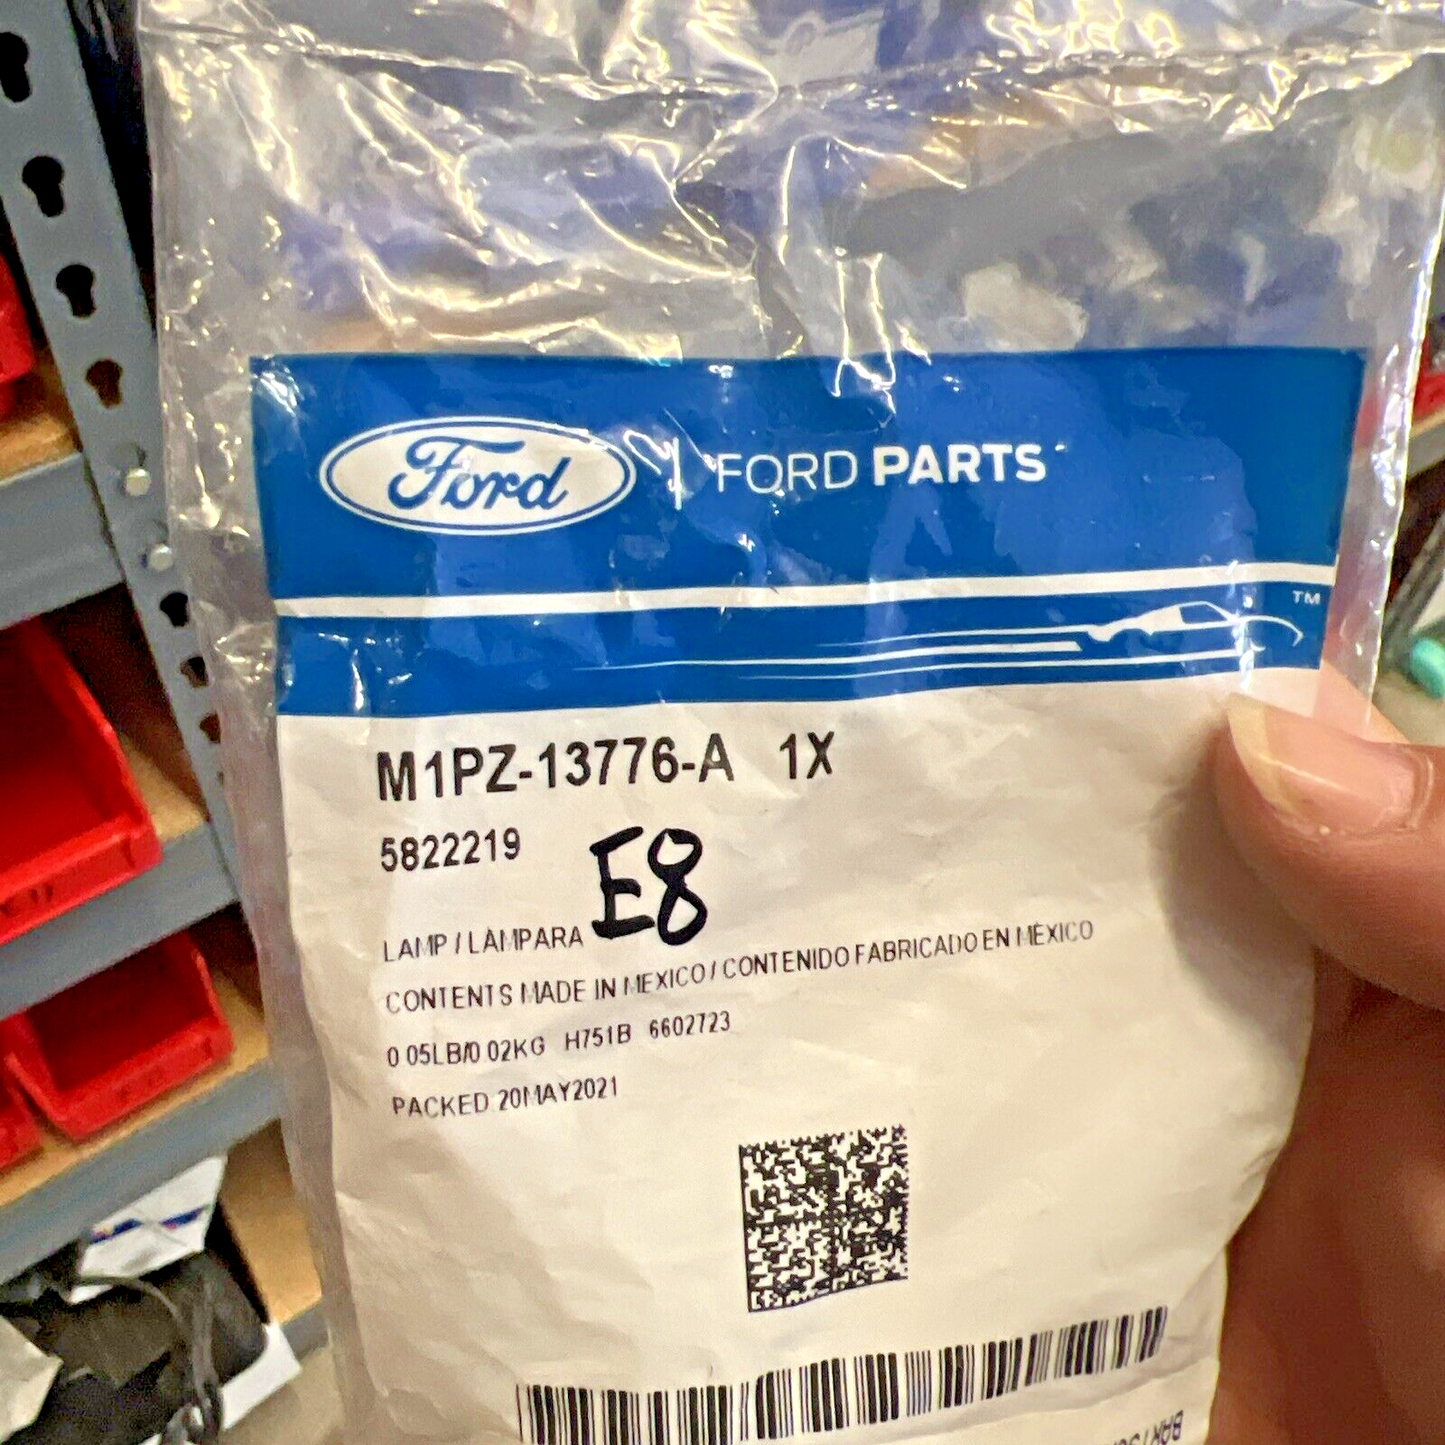 Ford | FORD PARTS
TM
M1PZ-13776-A 1X
5822219
E8
LAMP / LÁMPARA
CONTENTS MADE IN MEXICO / CONTENIDO FABRICADO EN MÉXICO
0.05LB/0.02KG H751B 6602723
PACKED 20MAY2021